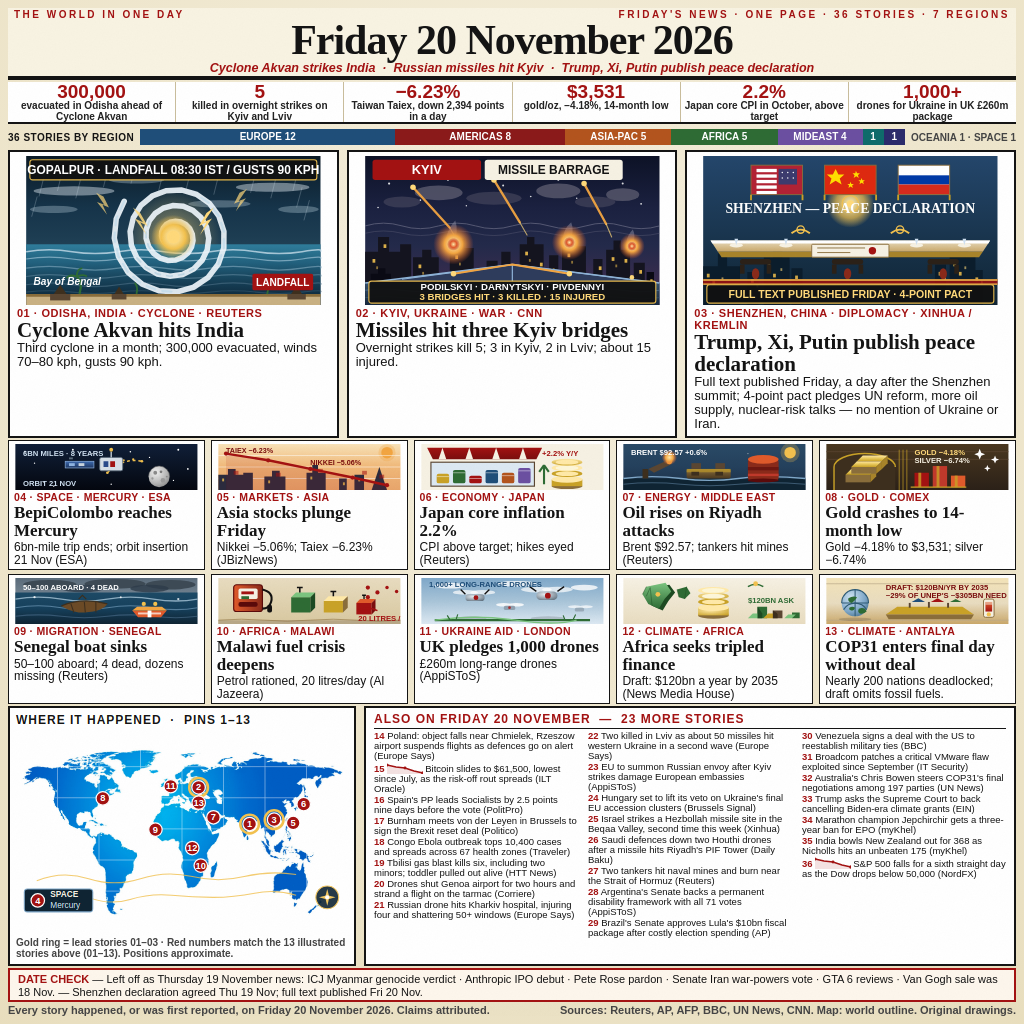 THE WORLD IN ONE DAY
FRIDAY'S NEWS · ONE PAGE · 36 STORIES · 7 REGIONS
Friday 20 November 2026
Cyclone Akvan strikes India · Russian missiles hit Kyiv · Trump, Xi, Putin publish peace declaration
300,000
evacuated in Odisha ahead of
Cyclone Akvan
5
killed in overnight strikes on
Kyiv and Lviv
−6.23%
Taiwan Taiex, down 2,394 points
in a day
$3,531
gold/oz, −4.18%, 14-month low
2.2%
Japan core CPI in October, above
target
1,000+
drones for Ukraine in UK £260m
package
36 STORIES BY REGION
EUROPE 12
AMERICAS 8
ASIA-PAC 5
AFRICA 5
MIDEAST 4
1
1
OCEANIA 1 · SPACE 1
GOPALPUR · LANDFALL 08:30 IST / GUSTS 90 KPH
Bay of Bengal
LANDFALL
01 · ODISHA, INDIA · CYCLONE · REUTERS
Cyclone Akvan hits India
Third cyclone in a month; 300,000 evacuated, winds
70–80 kph, gusts 90 kph.
KYIV
MISSILE BARRAGE
PODILSKYI · DARNYTSKYI · PIVDENNYI
3 BRIDGES HIT · 3 KILLED · 15 INJURED
02 · KYIV, UKRAINE · WAR · CNN
Missiles hit three Kyiv bridges
Overnight strikes kill 5; 3 in Kyiv, 2 in Lviv; about 15
injured.
SHENZHEN — PEACE DECLARATION
FULL TEXT PUBLISHED FRIDAY · 4-POINT PACT
03 · SHENZHEN, CHINA · DIPLOMACY · XINHUA /
KREMLIN
Trump, Xi, Putin publish peace
declaration
Full text published Friday, a day after the Shenzhen
summit; 4-point pact pledges UN reform, more oil
supply, nuclear-risk talks — no mention of Ukraine or
Iran.
6BN MILES · 8 YEARS
ORBIT 21 NOV
04 · SPACE · MERCURY · ESA
BepiColombo reaches
Mercury
6bn-mile trip ends; orbit insertion
21 Nov (ESA)
TAIEX −6.23%
NIKKEI −5.06%
05 · MARKETS · ASIA
Asia stocks plunge
Friday
Nikkei −5.06%; Taiex −6.23%
(JBizNews)
+2.2% Y/Y
06 · ECONOMY · JAPAN
Japan core inflation
2.2%
CPI above target; hikes eyed
(Reuters)
BRENT $92.57 +0.6%
07 · ENERGY · MIDDLE EAST
Oil rises on Riyadh
attacks
Brent $92.57; tankers hit mines
(Reuters)
GOLD −4.18%
SILVER −6.74%
08 · GOLD · COMEX
Gold crashes to 14-
month low
Gold −4.18% to $3,531; silver
−6.74%
50–100 ABOARD · 4 DEAD
09 · MIGRATION · SENEGAL
Senegal boat sinks
50–100 aboard; 4 dead, dozens
missing (Reuters)
20 LITRES /
10 · AFRICA · MALAWI
Malawi fuel crisis
deepens
Petrol rationed, 20 litres/day (Al
Jazeera)
1,000+ LONG-RANGE DRONES
11 · UKRAINE AID · LONDON
UK pledges 1,000 drones
£260m long-range drones
(AppiSToS)
$120BN ASK
12 · CLIMATE · AFRICA
Africa seeks tripled
finance
Draft: $120bn a year by 2035
(News Media House)
DRAFT: $120BN/YR BY 2035
~29% OF UNEP'S ~$305BN NEED
13 · CLIMATE · ANTALYA
COP31 enters final day
without deal
Nearly 200 nations deadlocked;
draft omits fossil fuels.
WHERE IT HAPPENED · PINS 1–13
8
11
2
13
7
9
1
3
6
5
12
10
4
SPACE
Mercury
Gold ring = lead stories 01–03 · Red numbers match the 13 illustrated
stories above (01–13). Positions approximate.
ALSO ON FRIDAY 20 NOVEMBER — 23 MORE STORIES
14 Poland: object falls near Chmielek, Rzeszow
airport suspends flights as defences go on alert
(Europe Says)
15 Bitcoin slides to $61,500, lowest
since July, as the risk-off rout spreads (ILT
Oracle)
16 Spain's PP leads Socialists by 2.5 points
nine days before the vote (PolitPro)
17 Burnham meets von der Leyen in Brussels to
sign the Brexit reset deal (Politico)
18 Congo Ebola outbreak tops 10,400 cases
and spreads across 67 health zones (Traveler)
19 Tbilisi gas blast kills six, including two
minors; toddler pulled out alive (HTT News)
20 Drones shut Genoa airport for two hours and
strand a flight on the tarmac (Corriere)
21 Russian drone hits Kharkiv hospital, injuring
four and shattering 50+ windows (Europe Says)
22 Two killed in Lviv as about 50 missiles hit
western Ukraine in a second wave (Europe
Says)
23 EU to summon Russian envoy after Kyiv
strikes damage European embassies
(AppiSToS)
24 Hungary set to lift its veto on Ukraine's final
EU accession clusters (Brussels Signal)
25 Israel strikes a Hezbollah missile site in the
Beqaa Valley, second time this week (Xinhua)
26 Saudi defences down two Houthi drones
after a missile hits Riyadh's PIF Tower (Daily
Baku)
27 Two tankers hit naval mines and burn near
the Strait of Hormuz (Reuters)
28 Argentina's Senate backs a permanent
disability framework with all 71 votes
(AppiSToS)
29 Brazil's Senate approves Lula's $10bn fiscal
package after costly election spending (AP)
30 Venezuela signs a deal with the US to
reestablish military ties (BBC)
31 Broadcom patches a critical VMware flaw
exploited since September (IT Security)
32 Australia's Chris Bowen steers COP31's final
negotiations among 197 parties (UN News)
33 Trump asks the Supreme Court to back
cancelling Biden-era climate grants (EIN)
34 Marathon champion Jepchirchir gets a three-
year ban for EPO (myKhel)
35 India bowls New Zealand out for 368 as
Nicholls hits an unbeaten 175 (myKhel)
36 S&P 500 falls for a sixth straight day
as the Dow drops below 50,000 (NordFX)
DATE CHECK — Left off as Thursday 19 November news: ICJ Myanmar genocide verdict · Anthropic IPO debut · Pete Rose pardon · Senate Iran war-powers vote · GTA 6 reviews · Van Gogh sale was
18 Nov. — Shenzhen declaration agreed Thu 19 Nov; full text published Fri 20 Nov.
Every story happened, or was first reported, on Friday 20 November 2026. Claims attributed.
Sources: Reuters, AP, AFP, BBC, UN News, CNN. Map: world outline. Original drawings.